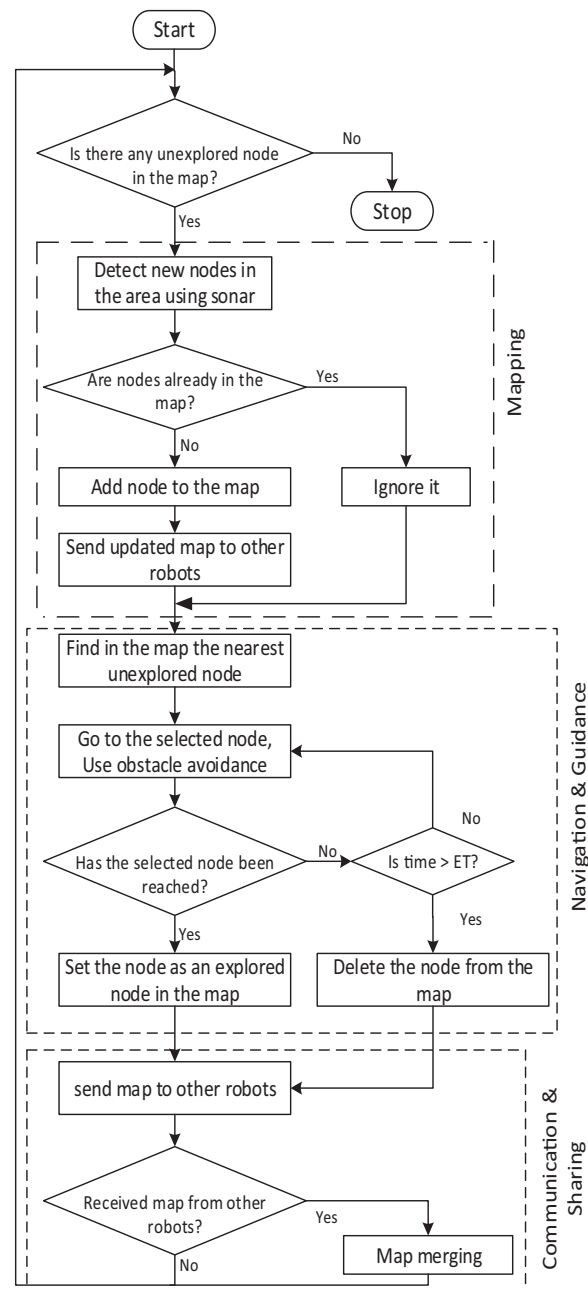 Start
Is there any unexplored node
in the map?
No
Stop
Yes
Detect new nodes in
the area using sonar
Are nodes already in the
map?
Yes
No
Add node to the map
Ignore it
Send updated map to other
robots
Mapping
Find in the map the nearest
unexplored node
Go to the selected node,
Use obstacle avoidance
No
Has the selected node been
reached?
No
Is time > ET?
Yes
Yes
Set the node as an explored
node in the map
Delete the node from the
map
Navigation & Guidance
send map to other robots
Received map from other
robots?
Yes
No
Map merging
Communication &
Sharing